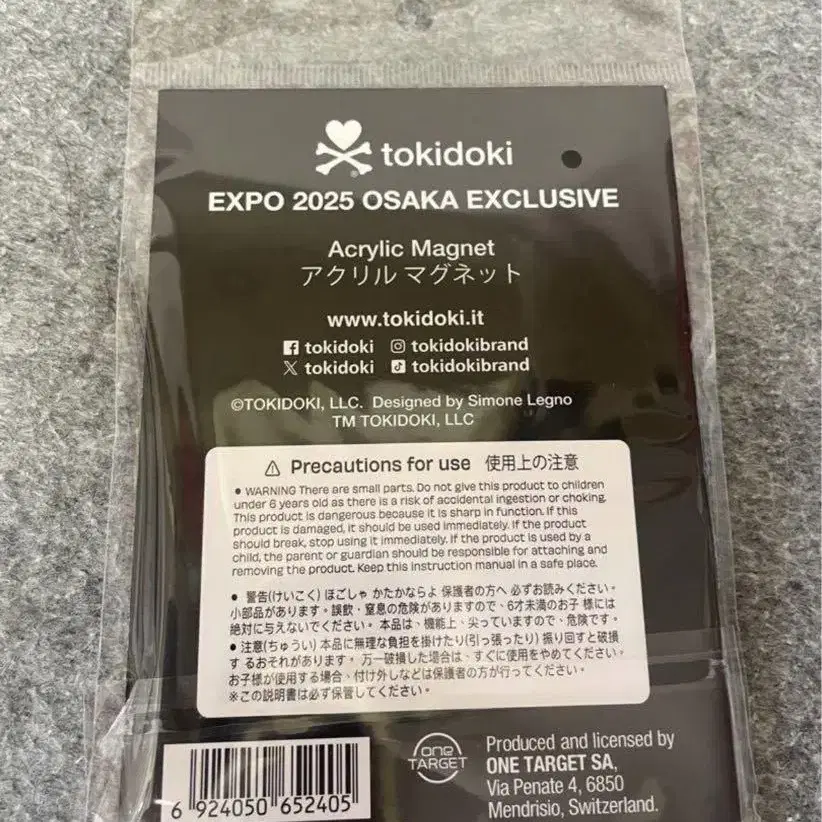 tokidoki
EXPO 2025 OSAKA EXCLUSIVE
Acrylic Magnet
アクリル マグネット
www.tokidoki.it
tokidoki tokidokibrand
tokidoki tokidokibrand
©TOKIDOKI, LLC. Designed by Simone Legno
TM TOKIDOKI, LLC
⚠ Precautions for use 使用上の注意
• WARNING There are small parts. Do not give this product to children
under 6 years old as there is a risk of accidental ingestion or choking.
This product is dangerous because it is sharp in function. If this
product is damaged, it should be used immediately. If the product
should break, stop using it immediately. If the product is used by a
child, the parent or guardian should be responsible for attaching and
removing the product. Keep this instruction manual in a safe place.
• 警告(けいこく) ほごしゃ かたかならよ 保護者の方へ 必ずお読みください。
小部品があります。誤飲・窒息の危険がありますので、6才未満のお子 様には
絶対に与えないでください。 本品は、機能上、尖っていますので、危険です。
• 注意(ちゅうい) 本品に無理な負担を掛けたり(引っ張ったり) 振り回すと破損
す るおそれがあります。 万一破損した場合は、すぐに使用をやめてください。
お子様が使用する場合、付け外しなどは保護者の方が行ってください。
※この説明書は必ず保管してください。
6 924050 652405
one
TARGET
Produced and licensed by
ONE TARGET SA,
Via Penate 4, 6850
Mendrisio, Switzerland.